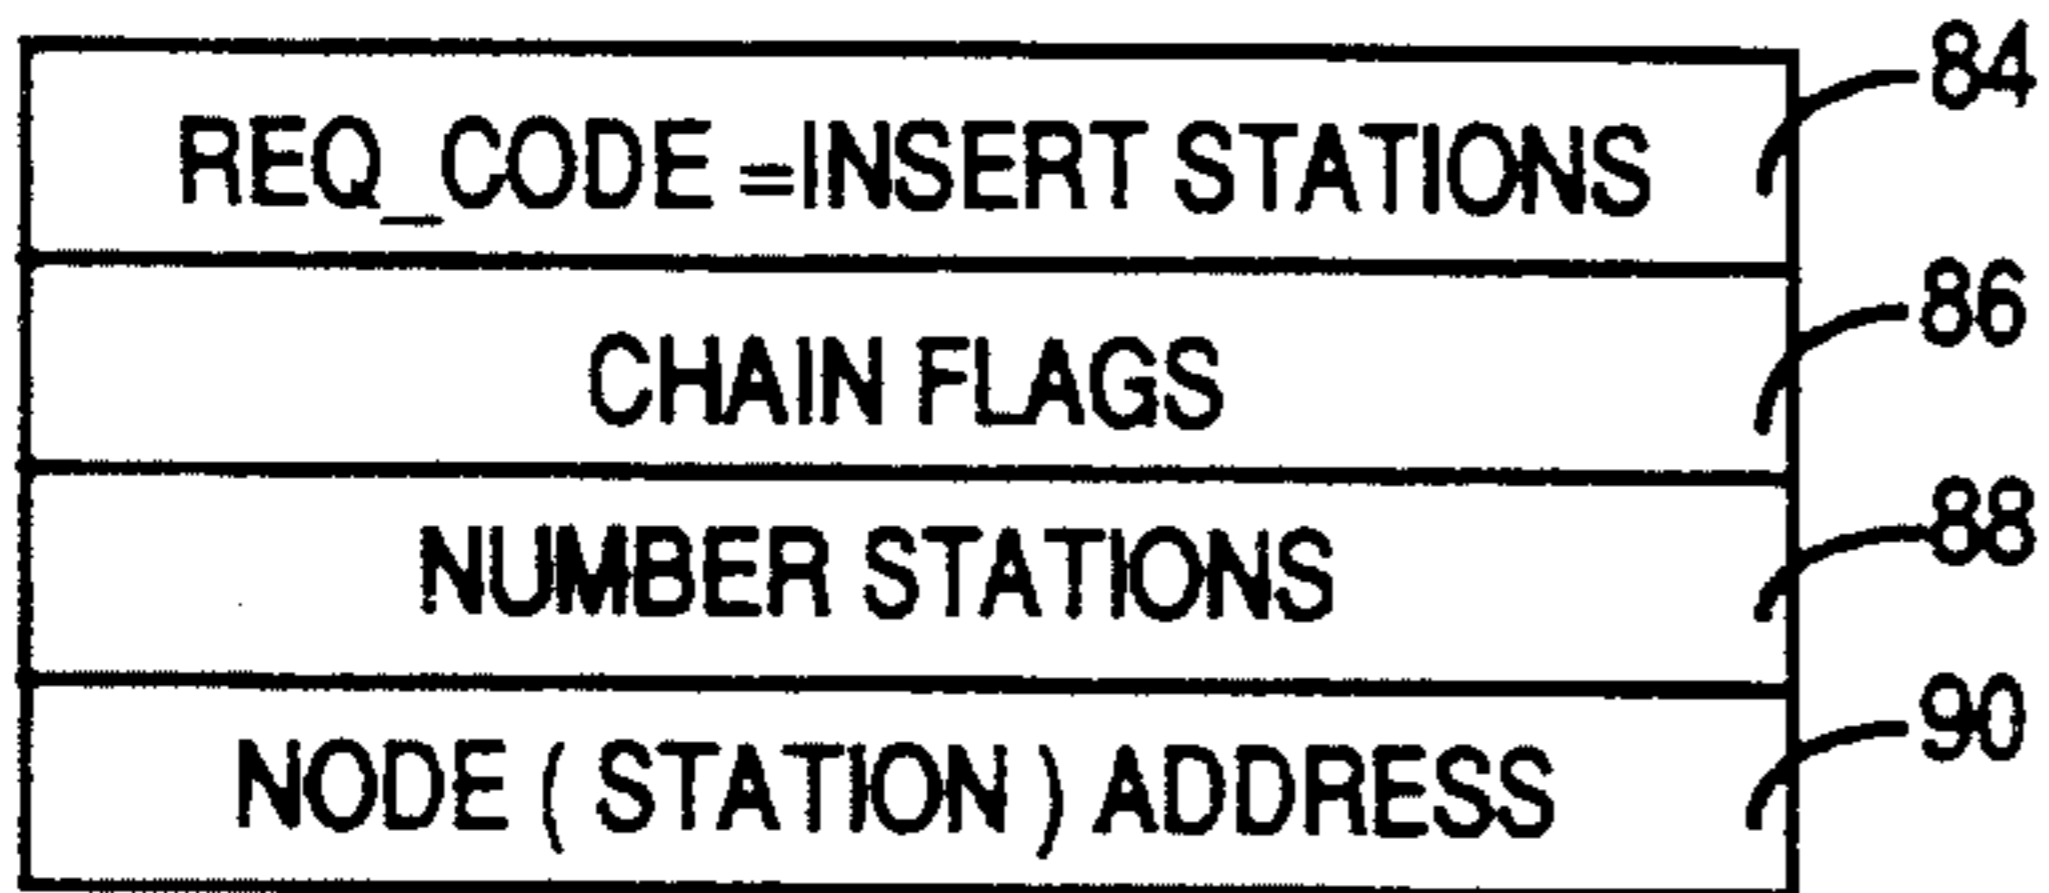 REQ_CODE =INSERT STATIONS 84
CHAIN FLAGS 86
NUMBER STATIONS 88
NODE ( STATION ) ADDRESS 90